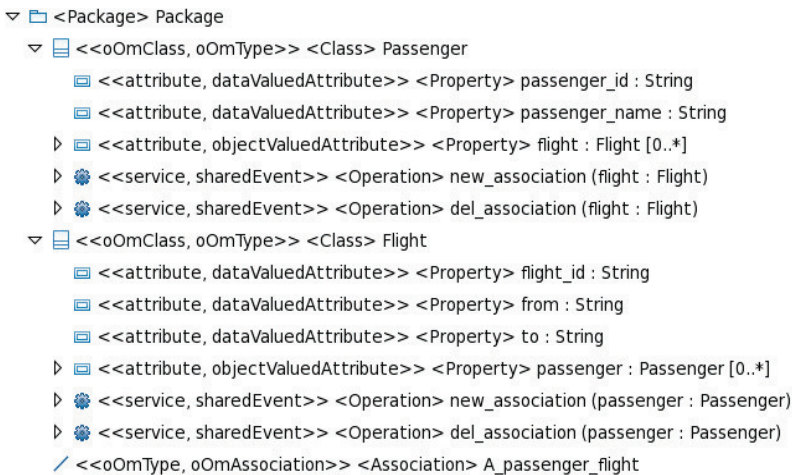 <Package> Package
<<oOmClass, oOmType>> <Class> Passenger
<<attribute, dataValuedAttribute>> <Property> passenger_id : String
<<attribute, dataValuedAttribute>> <Property> passenger_name : String
<<attribute, objectValuedAttribute>> <Property> flight : Flight [0..*]
<<service, sharedEvent>> <Operation> new_association (flight : Flight)
<<service, sharedEvent>> <Operation> del_association (flight : Flight)
<<oOmClass, oOmType>> <Class> Flight
<<attribute, dataValuedAttribute>> <Property> flight_id : String
<<attribute, dataValuedAttribute>> <Property> from : String
<<attribute, dataValuedAttribute>> <Property> to : String
<<attribute, objectValuedAttribute>> <Property> passenger : Passenger [0..*]
<<service, sharedEvent>> <Operation> new_association (passenger : Passenger)
<<service, sharedEvent>> <Operation> del_association (passenger : Passenger)
<<oOmType, oOmAssociation>> <Association> A_passenger_flight